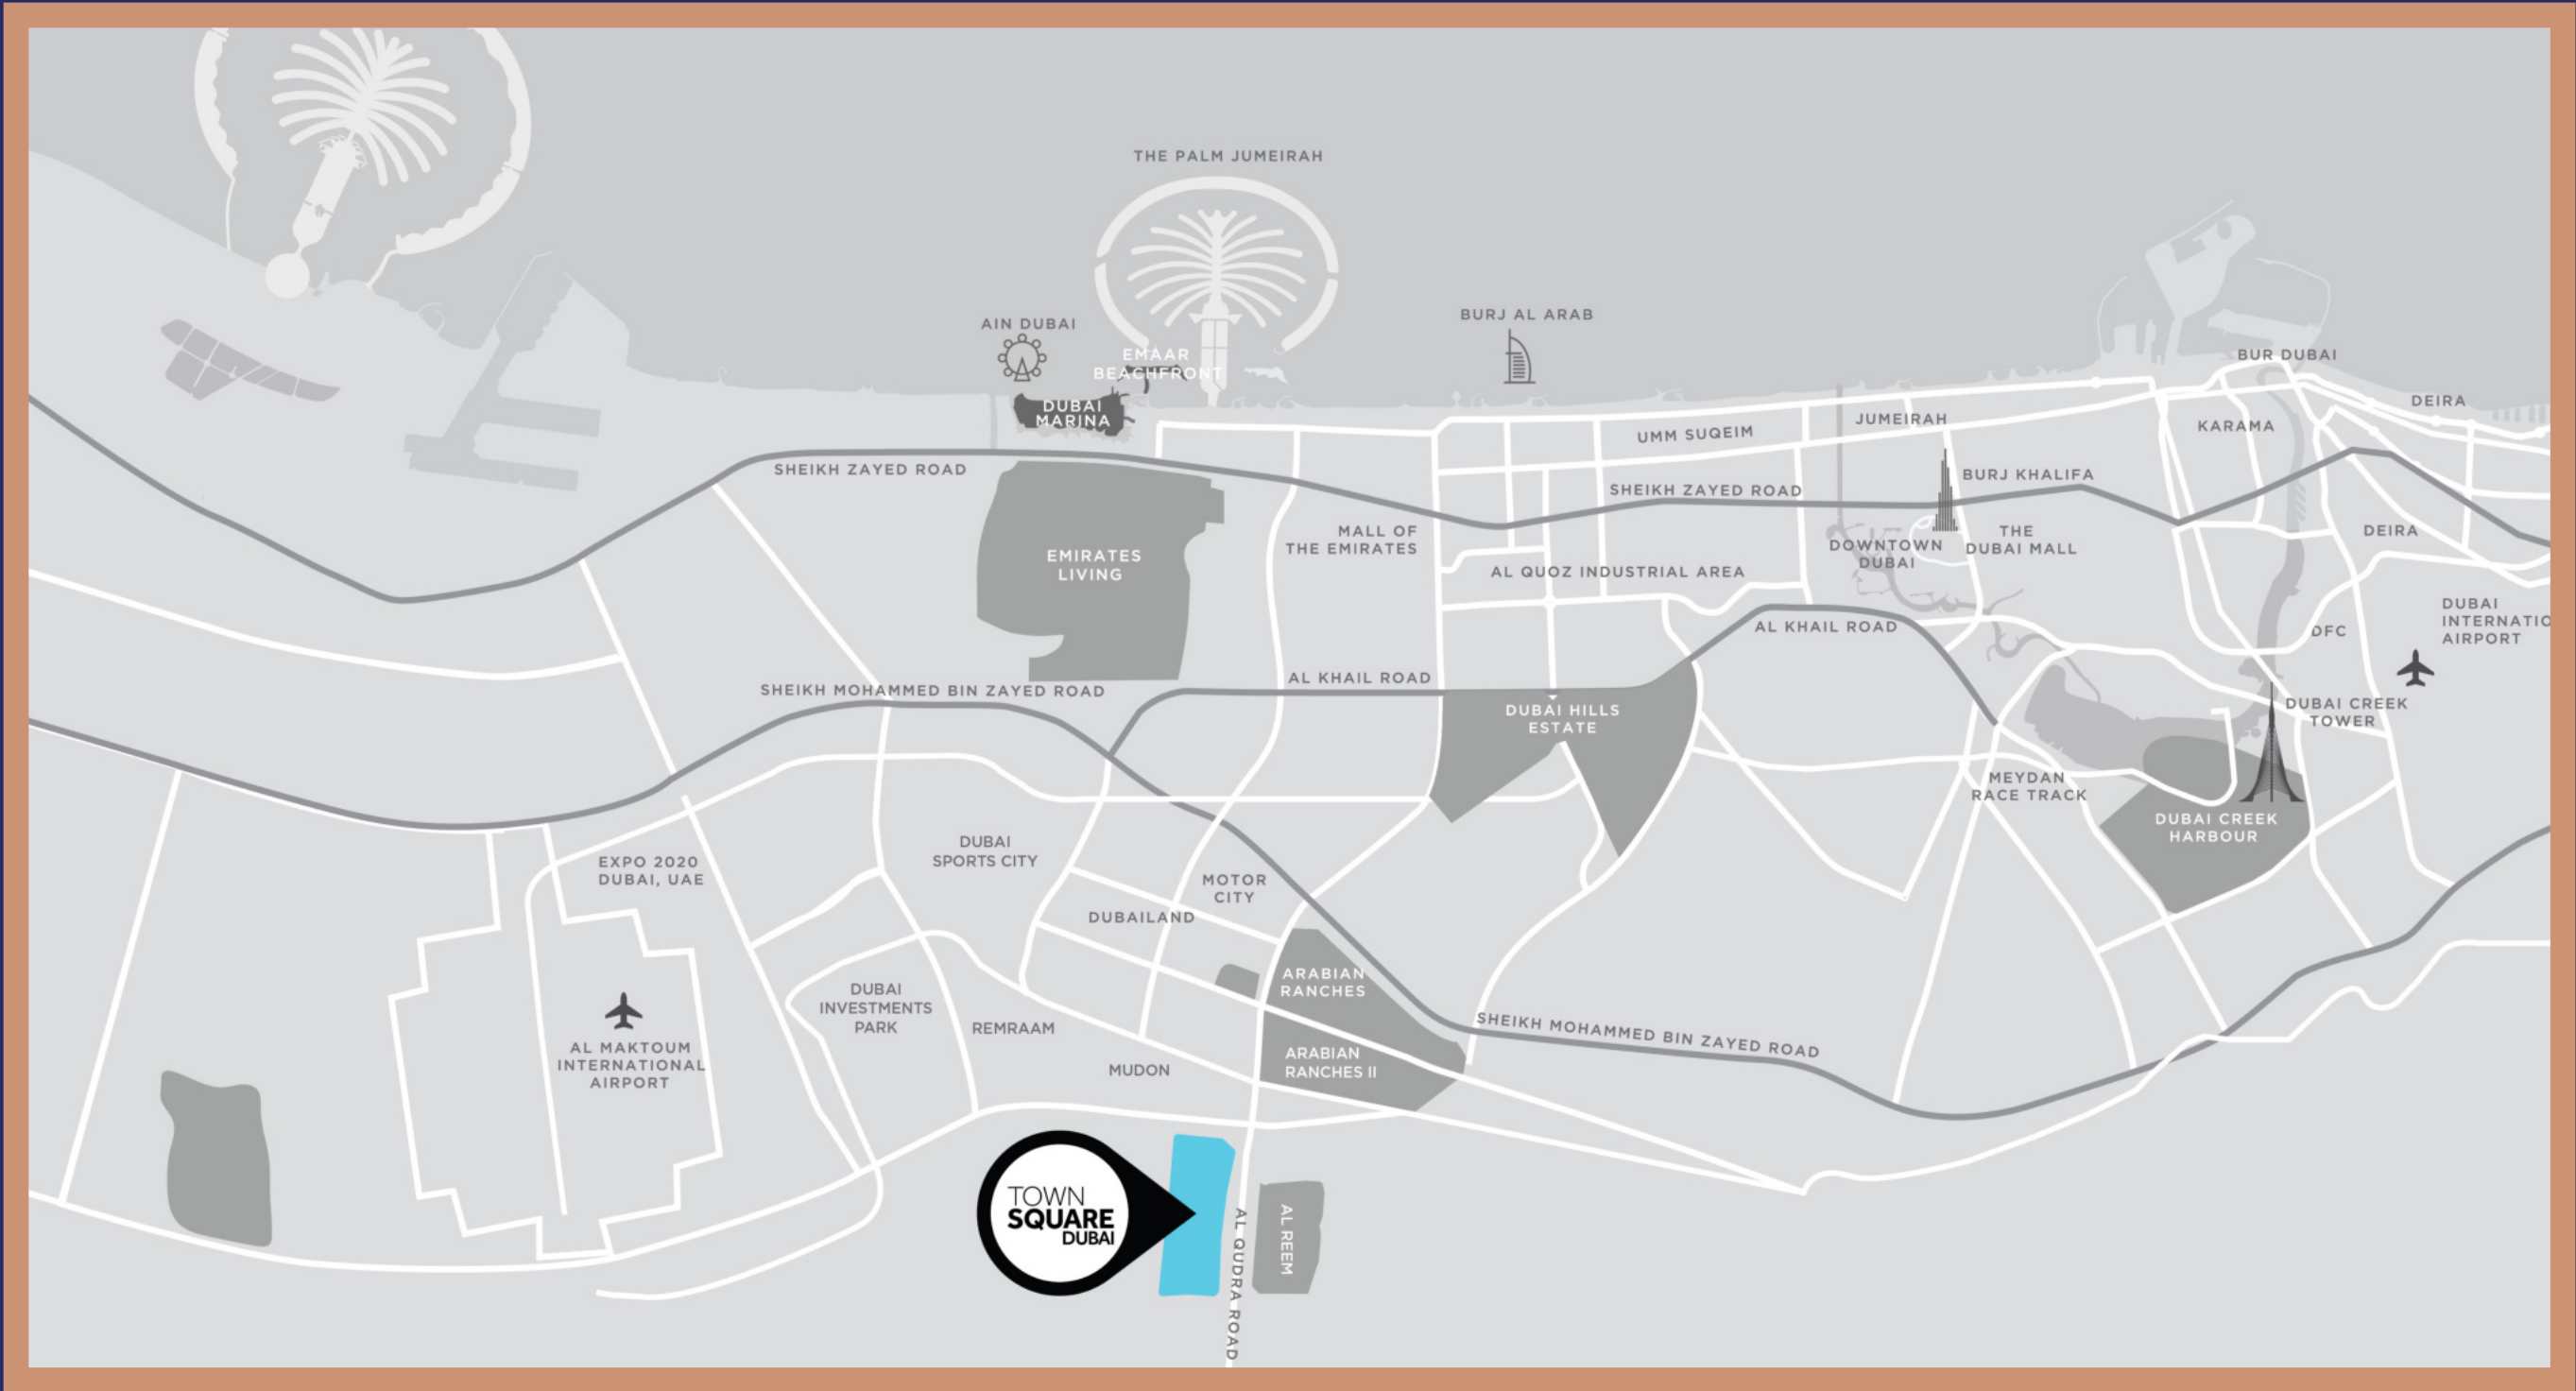 THE PALM JUMEIRAH
AIN DUBAI
BURJ AL ARAB
EMAAR
BEACHFRONT
BUR DUBAI
DUBAI
MARINA
DEIRA
JUMEIRAH
UMM SUQEIM
KARAMA
SHEIKH ZAYED ROAD
BURJ KHALIFA
SHEIKH ZAYED ROAD
MALL OF
THE EMIRATES
THE
DUBAI MALL
DEIRA
DOWNTOWN
DUBAI
EMIRATES
LIVING
AL QUOZ INDUSTRIAL AREA
DUBAI
INTERNATIO
AIRPORT
AL KHAIL ROAD
DFC
AL KHAIL ROAD
SHEIKH MOHAMMED BIN ZAYED ROAD
DUBAI HILLS
ESTATE
DUBAI CREEK
TOWER
MEYDAN
RACE TRACK
DUBAI CREEK
HARBOUR
DUBAI
SPORTS CITY
EXPO 2020
DUBAI, UAE
MOTOR
CITY
DUBAILAND
ARABIAN
RANCHES
DUBAI
INVESTMENTS
PARK
REMRAAM
SHEIKH MOHAMMED BIN ZAYED ROAD
AL MAKTOUM
INTERNATIONAL
AIRPORT
ARABIAN
RANCHES II
MUDON
TOWN
SQUARE
DUBAI
AL QUDRA ROAD
AL REEM